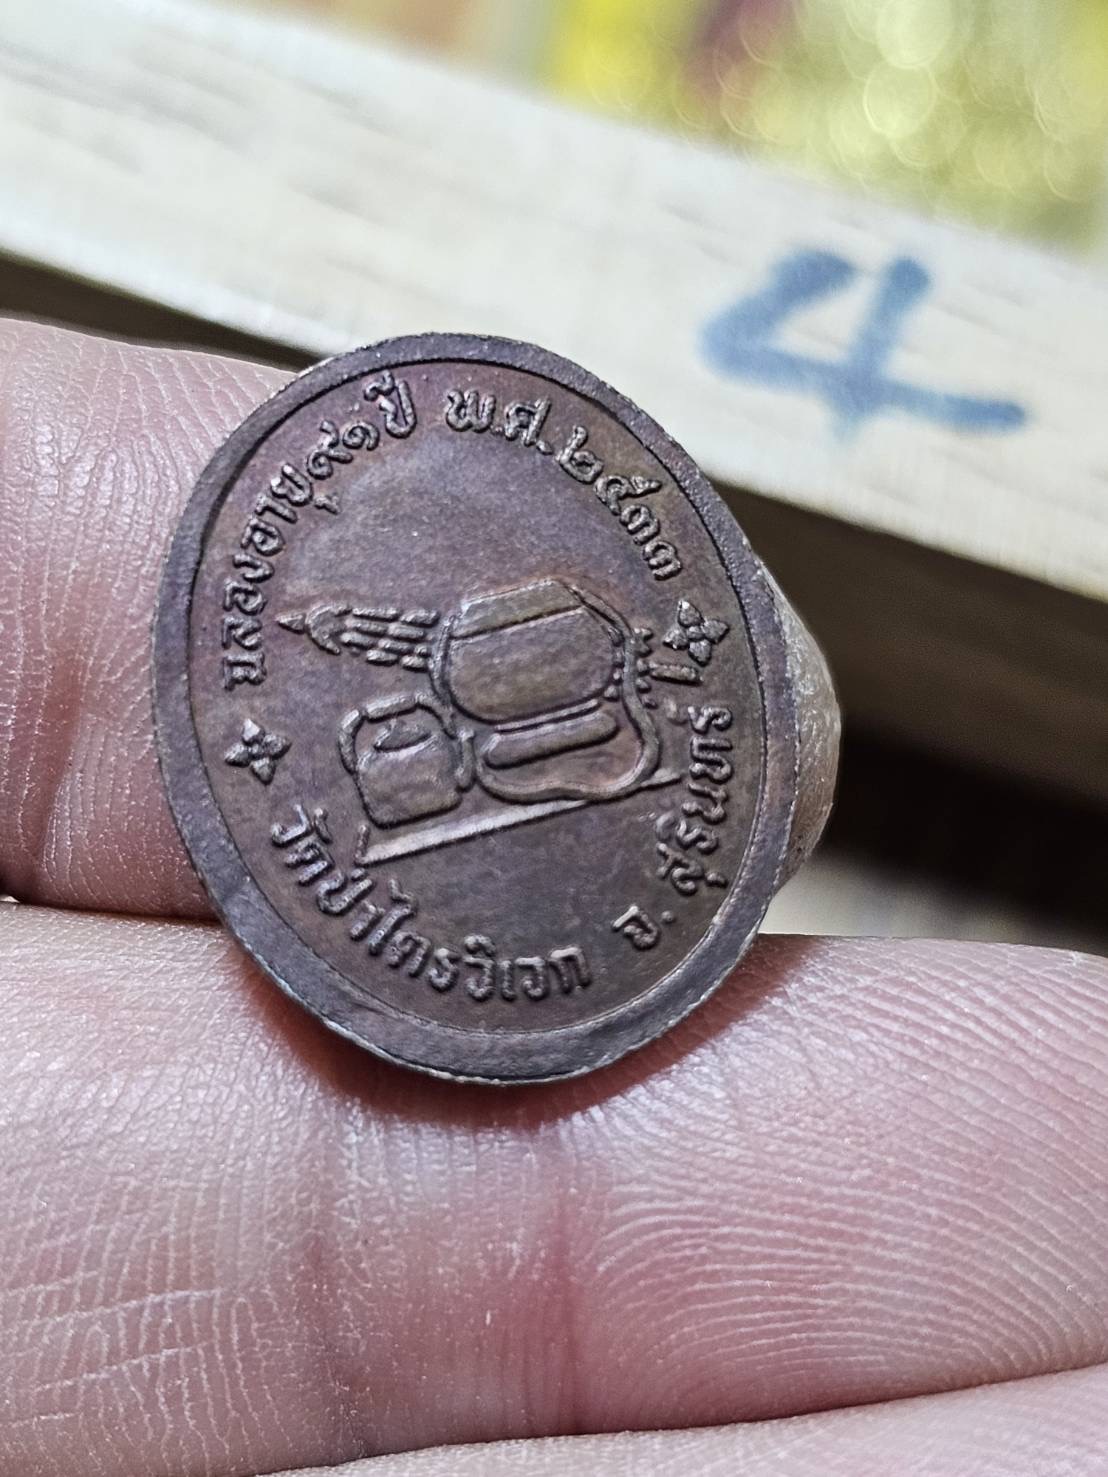 ฉลองอายุ๙๑ปี พ.ศ.๒๕๓๓
วัดป่าไตรวิเวก จ.สุรินทร์
4